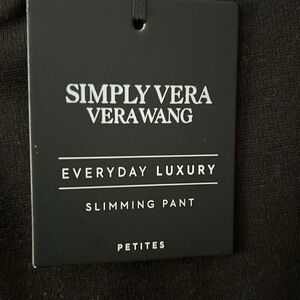 SIMPLY VERA
VERAWANG
EVERYDAY LUXURY
SLIMMING PANT
PETITES